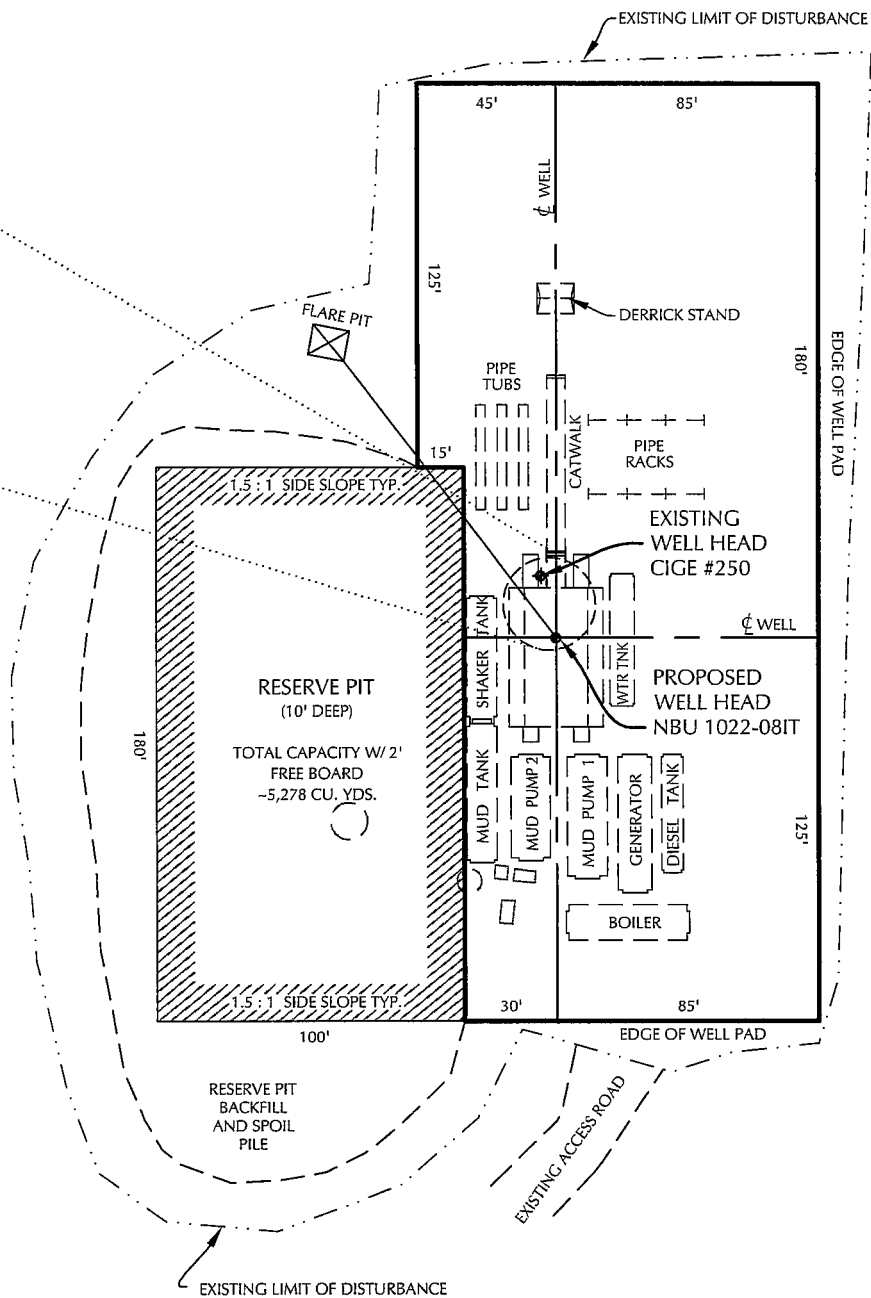 EXISTING LIMIT OF DISTURBANCE
45'
85'
℄ WELL
125'
DERRICK STAND
FLARE PIT
180'
EDGE OF WELL PAD
PIPE
TUBS
CATWALK
PIPE
RACKS
15'
1.5 : 1 SIDE SLOPE TYP.
EXISTING
WELL HEAD
CIGE #250
℄ WELL
SHAKER TANK
WTR TNK
PROPOSED
WELL HEAD
NBU 1022-08IT
RESERVE PIT
(10' DEEP)
TOTAL CAPACITY W/ 2'
FREE BOARD
~5,278 CU. YDS.
180'
MUD TANK
MUD PUMP 2
MUD PUMP 1
GENERATOR
DIESEL TANK
125'
BOILER
1.5 : 1 SIDE SLOPE TYP.
30'
85'
100'
EDGE OF WELL PAD
RESERVE PIT
BACKFILL
AND SPOIL
PILE
EXISTING ACCESS ROAD
EXISTING LIMIT OF DISTURBANCE